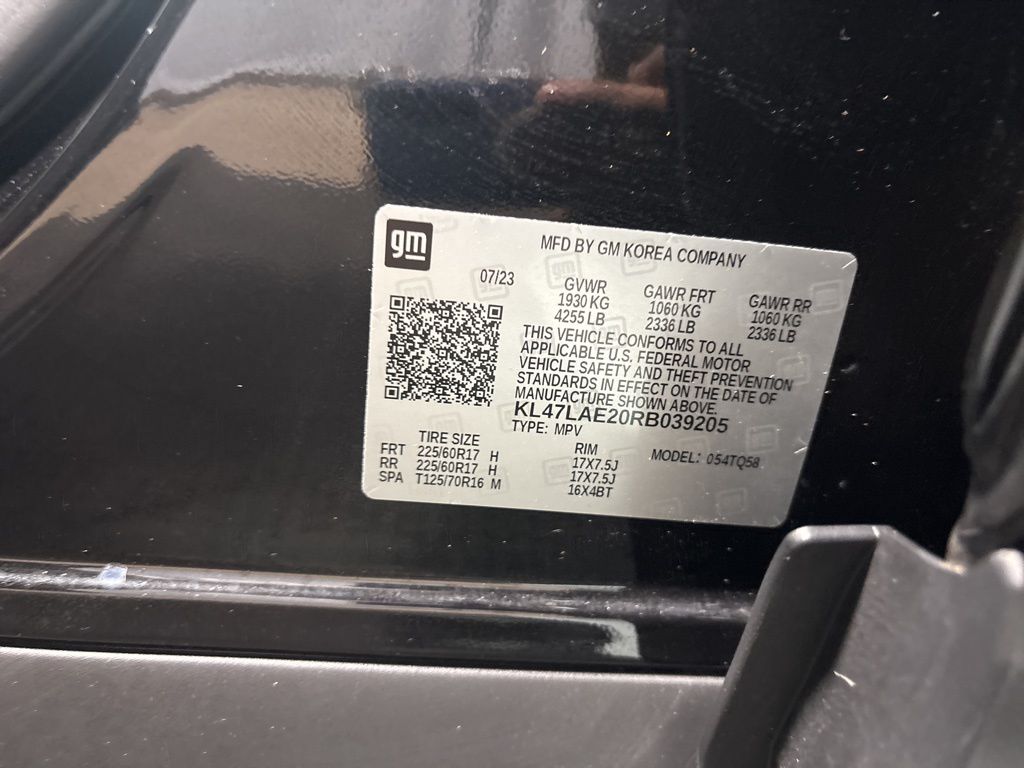 gm
MFD BY GM KOREA COMPANY
07/23
GVWR GAWR FRT GAWR RR
1930 KG 1060 KG 1060 KG
4255 LB 2336 LB 2336 LB
THIS VEHICLE CONFORMS TO ALL
APPLICABLE U.S. FEDERAL MOTOR
VEHICLE SAFETY AND THEFT PREVENTION
STANDARDS IN EFFECT ON THE DATE OF
MANUFACTURE SHOWN ABOVE.
KL47LAE20RB039205
TYPE: MPV
TIRE SIZE RIM MODEL: 054TQ58
FRT 225/60R17 H 17X7.5J
RR 225/60R17 H 17X7.5J
SPA T125/70R16 M 16X4BT